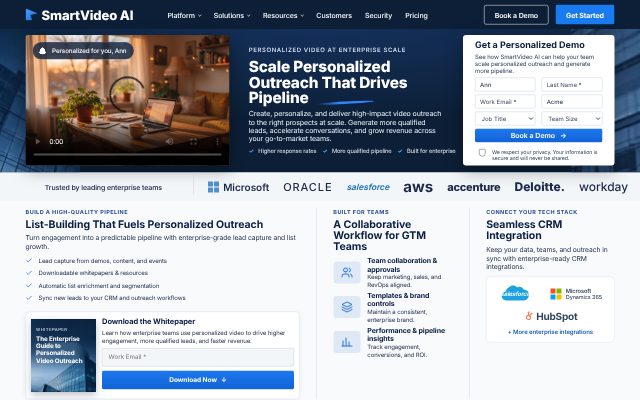 SmartVideo AI
Platform
Solutions
Resources
Customers
Security
Pricing
Book a Demo
Get Started
Personalized for you, Ann
0:00
PERSONALIZED VIDEO AT ENTERPRISE SCALE
Scale Personalized
Outreach That Drives
Pipeline
Create, personalize, and deliver high-impact video outreach
to the right prospects at scale. Generate more qualified
leads, accelerate conversations, and grow revenue across
your go-to-market teams.
Higher response rates
More qualified pipeline
Built for enterprise
Get a Personalized Demo
See how SmartVideo AI can help your team
scale personalized outreach and generate
more pipeline.
Ann
Last Name *
Work Email *
Acme
Job Title
Team Size
Book a Demo →
We respect your privacy. Your information is
secure and will never be shared.
Trusted by leading enterprise teams
Microsoft
ORACLE
salesforce
aws
accenture
Deloitte.
workday
BUILD A HIGH-QUALITY PIPELINE
List-Building That Fuels Personalized Outreach
Turn engagement into a predictable pipeline with enterprise-grade lead capture and list
growth.
Lead capture from demos, content, and events
Downloadable whitepapers & resources
Automatic list enrichment and segmentation
Sync new leads to your CRM and outreach workflows
WHITEPAPER
The Enterprise
Guide to
Personalized
Video Outreach
Download the Whitepaper
Learn how enterprise teams use personalized video to drive higher
engagement, more qualified leads, and faster revenue.
Work Email *
Download Now ↓
BUILT FOR TEAMS
A Collaborative
Workflow for GTM
Teams
Team collaboration &
approvals
Keep marketing, sales, and
RevOps aligned.
Templates & brand
controls
Maintain a consistent,
enterprise brand.
Performance & pipeline
insights
Track engagement,
conversions, and ROI.
CONNECT YOUR TECH STACK
Seamless CRM
Integration
Keep your data, teams, and outreach in
sync with enterprise-ready CRM
integrations.
salesforce
Microsoft
Dynamics 365
HubSpot
+ More enterprise integrations